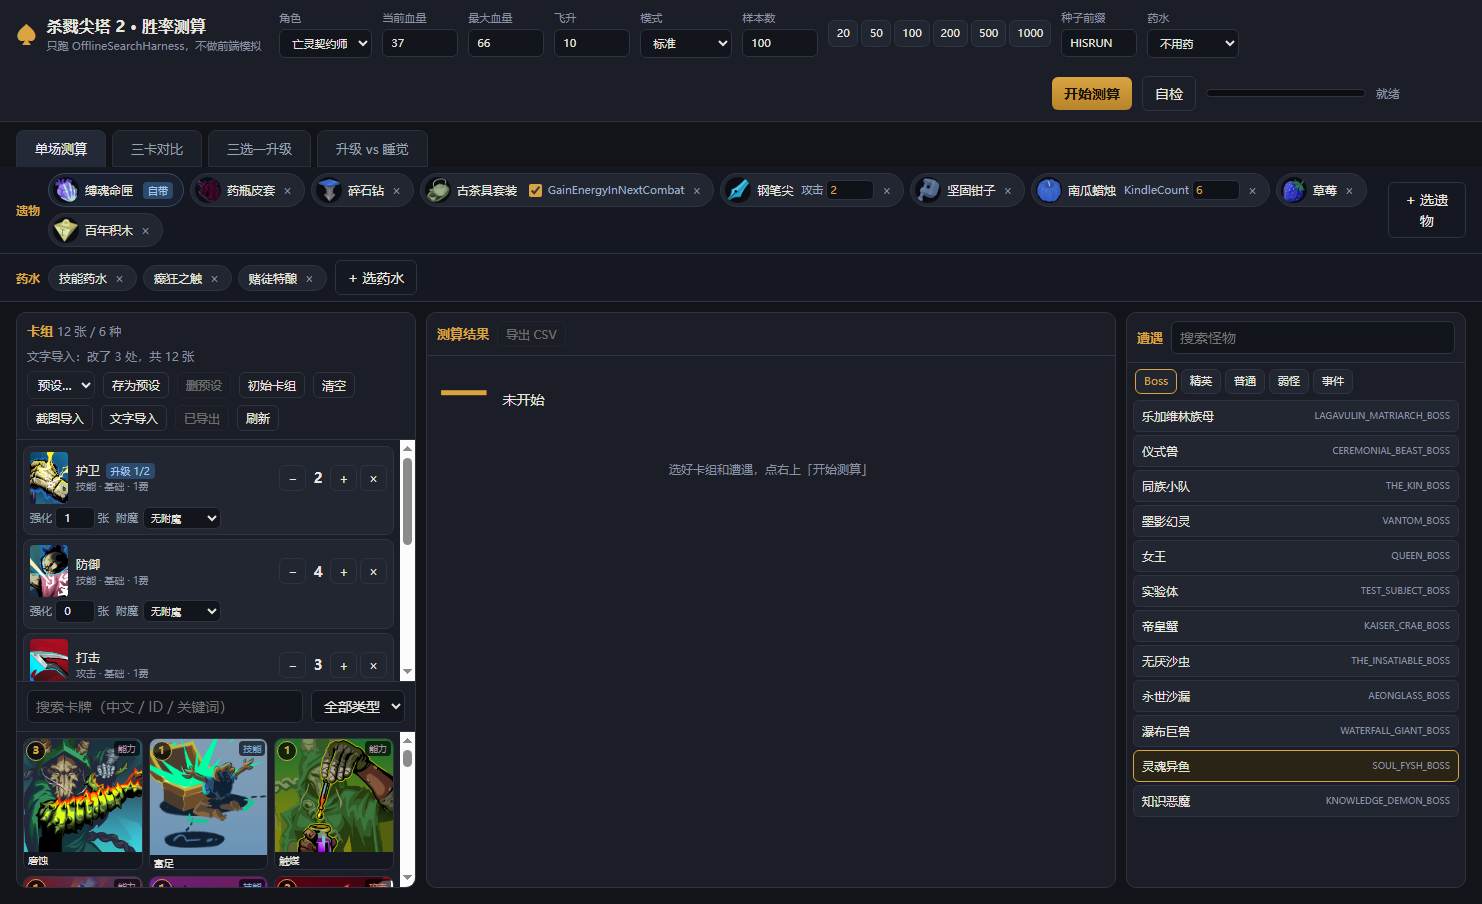 杀戮尖塔 2 • 胜率测算
只跑 OfflineSearchHarness，不做前端模拟
角色 当前血量 最大血量 飞升 模式 样本数 种子前缀 药水
亡灵契约师 37 66 10 标准 100 20 50 100 200 500 1000 HISRUN 不用药
开始测算 自检 就绪
单场测算 三卡对比 三选一升级 升级 vs 睡觉
遗物 缚魂命匣 自带 药瓶皮套 × 碎石钻 × 古茶具套装 GainEnergyInNextCombat × 钢笔尖 攻击 2 × 坚固钳子 × 南瓜蜡烛 KindleCount 6 × 草莓 ×
百年积木 ×
+ 选遗物
药水 技能药水 × 癫狂之触 × 赌徒特酿 × + 选药水
卡组 12 张 / 6 种
文字导入：改了 3 处，共 12 张
预设... 存为预设 删预设 初始卡组 清空
截图导入 文字导入 已导出 刷新
护卫 升级 1/2
技能 · 基础 · 1费
− 2 + ×
强化 1 张 附魔 无附魔
防御
技能 · 基础 · 1费
− 4 + ×
强化 0 张 附魔 无附魔
打击
攻击 · 基础 · 1费
− 3 + ×
搜索卡牌（中文 / ID / 关键词） 全部类型
3 能力 1 技能 1 能力
磨蚀 富足 触媒
测算结果 导出 CSV
未开始
选好卡组和遭遇，点右上「开始测算」
遭遇 搜索怪物
Boss 精英 普通 弱怪 事件
乐加维林族母 LAGAVULIN_MATRIARCH_BOSS
仪式兽 CEREMONIAL_BEAST_BOSS
同族小队 THE_KIN_BOSS
墨影幻灵 VANTOM_BOSS
女王 QUEEN_BOSS
实验体 TEST_SUBJECT_BOSS
帝皇蟹 KAISER_CRAB_BOSS
无厌沙虫 THE_INSATIABLE_BOSS
永世沙漏 AEONGLASS_BOSS
瀑布巨兽 WATERFALL_GIANT_BOSS
灵魂异鱼 SOUL_FYSH_BOSS
知识恶魔 KNOWLEDGE_DEMON_BOSS